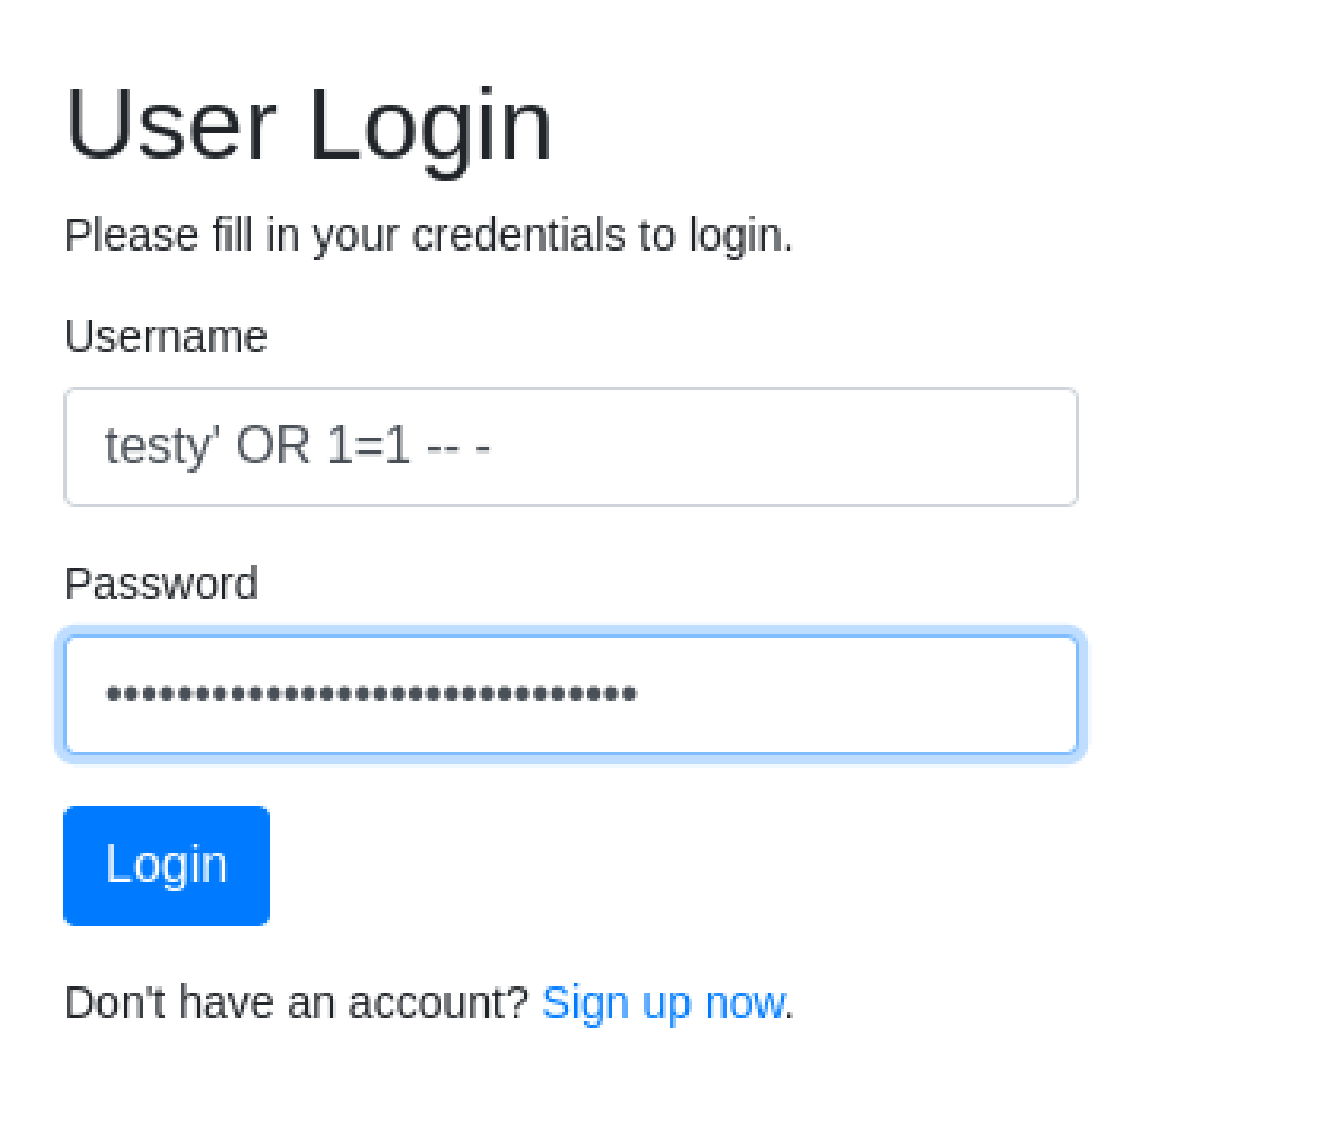 User Login
Please fill in your credentials to login.
Username
testy' OR 1=1 -- -
Password
••••••••••••••••••••••••••••••
Login
Don't have an account? Sign up now.